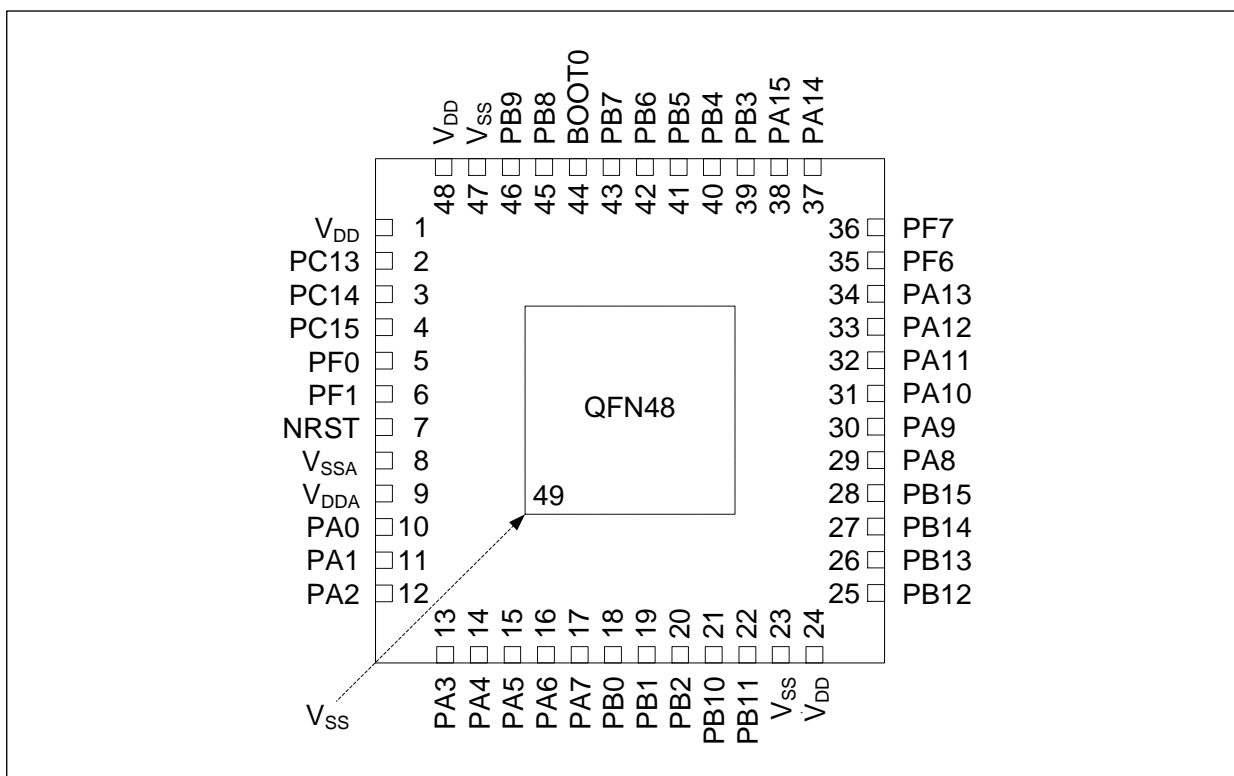 VDD VSS PB9 PB8 BOOT0 PB7 PB6 PB5 PB4 PB3 PA15 PA14
48 47 46 45 44 43 42 41 40 39 38 37
VDD 1 36 PF7
PC13 2 35 PF6
PC14 3 34 PA13
PC15 4 33 PA12
PF0 5 32 PA11
PF1 6 31 PA10
NRST 7 30 PA9
VSSA 8 29 PA8
VDDA 9 28 PB15
PA0 10 27 PB14
PA1 11 26 PB13
PA2 12 25 PB12
QFN48
49
13 14 15 16 17 18 19 20 21 22 23 24
PA3 PA4 PA5 PA6 PA7 PB0 PB1 PB2 PB10 PB11 VSS VDD
VSS